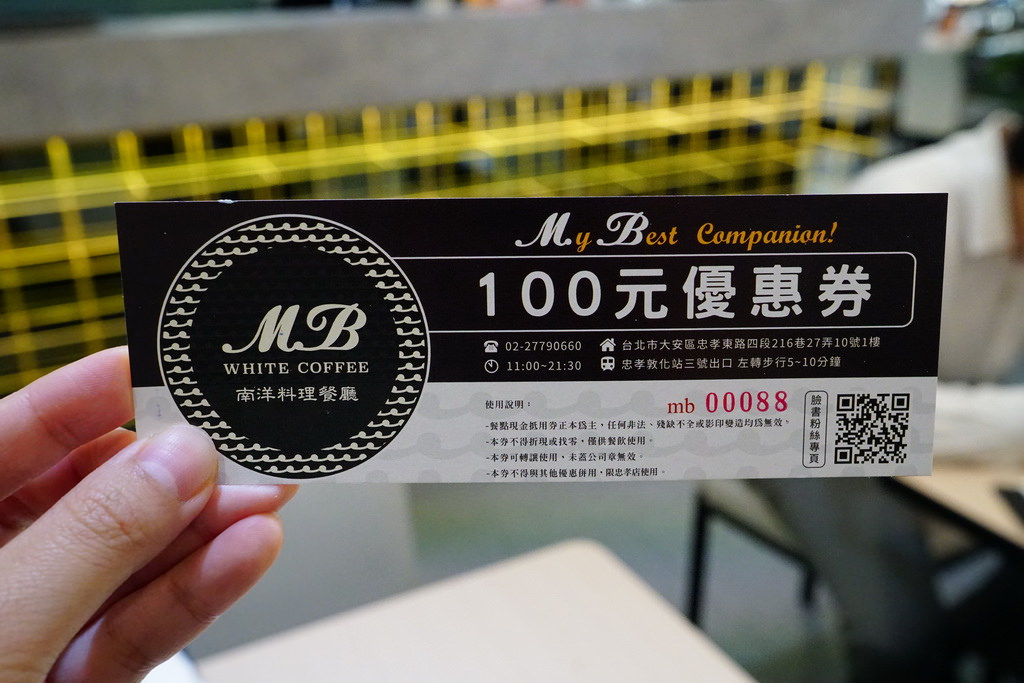 My Best Companion!
100元優惠券
MB
WHITE COFFEE
南洋料理餐廳
02-27790660
台北市大安區忠孝東路四段216巷27弄10號1樓
11:00~21:30
忠孝敦化站三號出口 左轉步行5~10分鐘
使用說明：
mb 00088
-餐點現金抵用券正本為主，任何非法、殘缺不全或影印變造均為無效。
-本券不得折現或找零，僅供餐飲使用。
-本券可轉讓使用，未蓋公司章無效。
-本券不得與其他優惠併用，限忠孝店使用。
臉書粉絲專頁